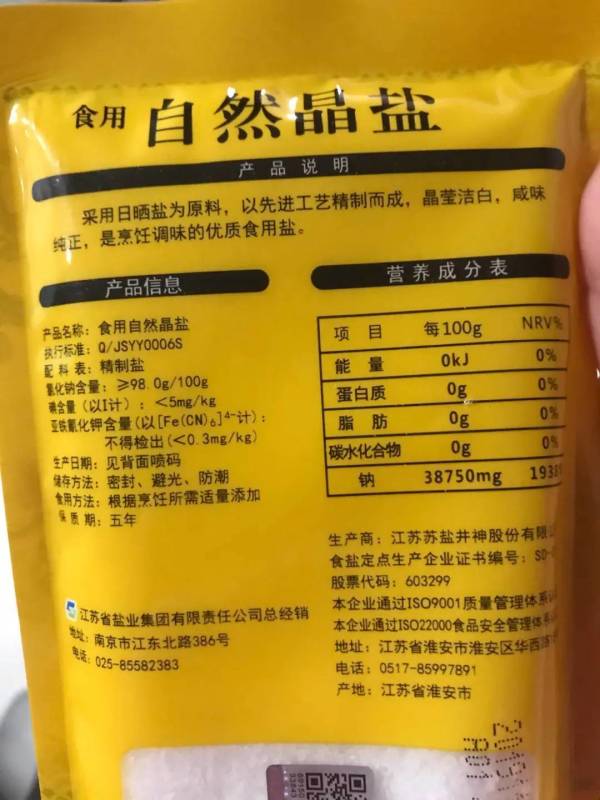 食用 自然晶盐
产品说明
采用日晒盐为原料，以先进工艺精制而成，晶莹洁白，咸味
纯正，是烹饪调味的优质食用盐。
产品信息
产品名称：食用自然晶盐
执行标准：Q/JSYY0006S
配 料 表：精制盐
氯化钠含量：≥98.0g/100g
碘含量（以I计）：<5mg/kg
亚铁氰化钾含量(以[Fe(CN)₆]⁴⁻计)：
不得检出(<0.3mg/kg)
生产日期：见背面喷码
储存方法：密封、避光、防潮
食用方法：根据烹饪所需适量添加
保 质 期：五年
营养成分表
项 目 每100g NRV%
能 量 0kJ 0%
蛋白质 0g 0%
脂 肪 0g 0%
碳水化合物 0g 0%
钠 38750mg 1938%
生产商：江苏苏盐井神股份有限
食盐定点生产企业证书编号：SD-
股票代码：603299
本企业通过ISO9001质量管理体系
本企业通过ISO22000食品安全管理体系
地址：江苏省淮安市淮安区华西路
电话：0517-85997891
产地：江苏省淮安市
江苏省盐业集团有限责任公司总经销
地址：南京市江东北路386号
电话：025-85582383